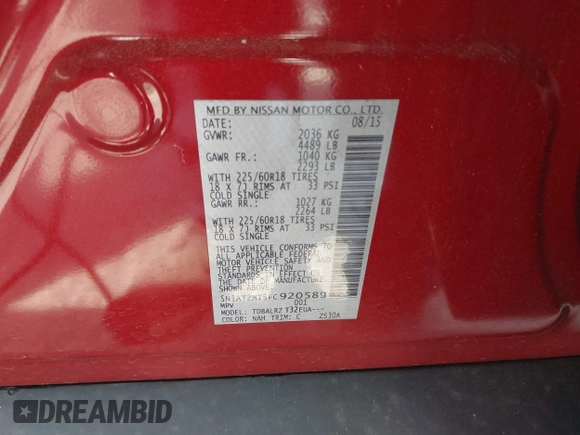 MFD BY NISSAN MOTOR CO., LTD.
DATE: 08/15
GVWR: 2036 KG
4489 LB
GAWR FR.: 1040 KG
2293 LB
WITH 225/60R18 TIRES
18 X 7J RIMS AT 33 PSI
COLD SINGLE
GAWR RR.: 1027 KG
2264 LB
WITH 225/60R18 TIRES
18 X 7J RIMS AT 33 PSI
COLD SINGLE
THIS VEHICLE CONFORMS TO
ALL APPLICABLE FEDERAL
MOTOR VEHICLE SAFETY AND
THEFT PREVENTION
STANDARDS IN EFFECT ON
THE DATE OF MANUFACTURE
SHOWN ABOVE.
5N1AT2MT5FC920589
MPV 001
MODEL: TDBALRZ T32EUA---
COLOR: NAH TRIM: C 2530A
DREAMBID